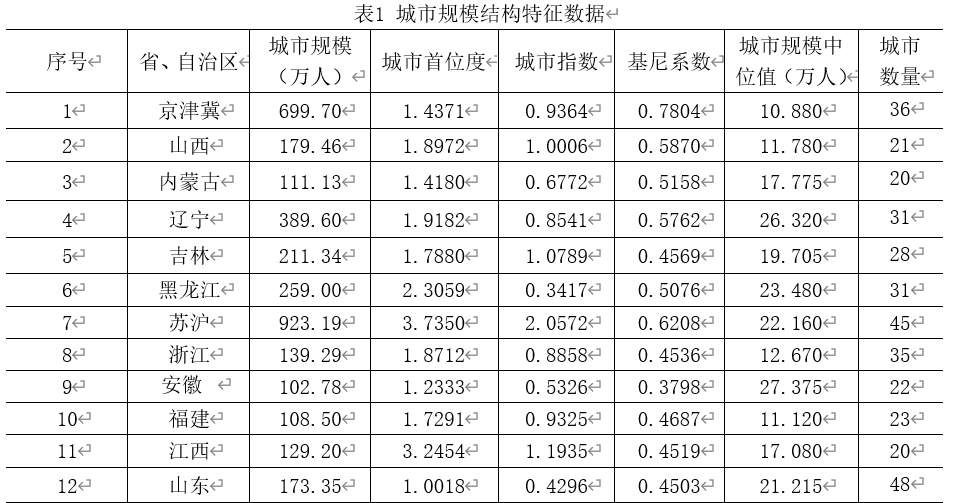 表1 城市规模结构特征数据↵
序号↵ 省、自治区↵ 城市规模（万人）↵ 城市首位度↵ 城市指数↵ 基尼系数↵ 城市规模中位值（万人）↵ 城市数量↵
1↵ 京津冀↵ 699.70↵ 1.4371↵ 0.9364↵ 0.7804↵ 10.880↵ 36↵
2↵ 山西↵ 179.46↵ 1.8972↵ 1.0006↵ 0.5870↵ 11.780↵ 21↵
3↵ 内蒙古↵ 111.13↵ 1.4180↵ 0.6772↵ 0.5158↵ 17.775↵ 20↵
4↵ 辽宁↵ 389.60↵ 1.9182↵ 0.8541↵ 0.5762↵ 26.320↵ 31↵
5↵ 吉林↵ 211.34↵ 1.7880↵ 1.0789↵ 0.4569↵ 19.705↵ 28↵
6↵ 黑龙江↵ 259.00↵ 2.3059↵ 0.3417↵ 0.5076↵ 23.480↵ 31↵
7↵ 苏沪↵ 923.19↵ 3.7350↵ 2.0572↵ 0.6208↵ 22.160↵ 45↵
8↵ 浙江↵ 139.29↵ 1.8712↵ 0.8858↵ 0.4536↵ 12.670↵ 35↵
9↵ 安徽 ↵ 102.78↵ 1.2333↵ 0.5326↵ 0.3798↵ 27.375↵ 22↵
10↵ 福建↵ 108.50↵ 1.7291↵ 0.9325↵ 0.4687↵ 11.120↵ 23↵
11↵ 江西↵ 129.20↵ 3.2454↵ 1.1935↵ 0.4519↵ 17.080↵ 20↵
12↵ 山东↵ 173.35↵ 1.0018↵ 0.4296↵ 0.4503↵ 21.215↵ 48↵